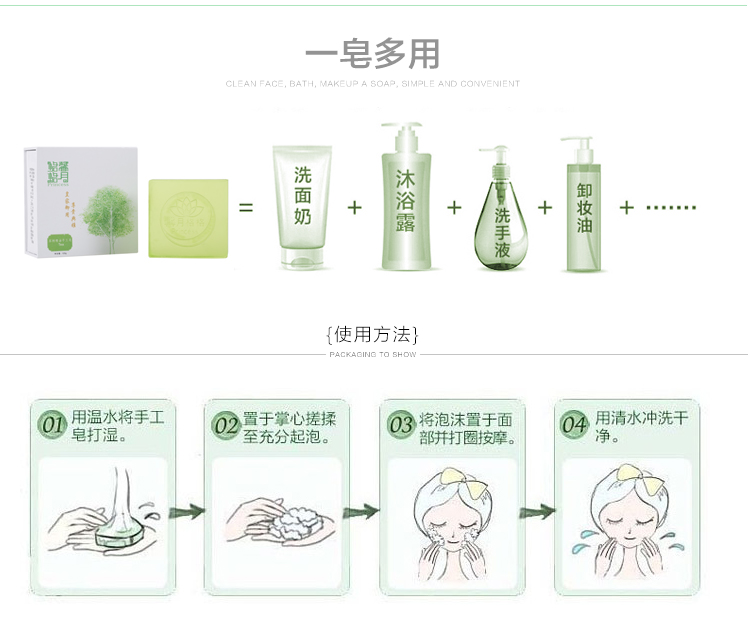 一皂多用
CLEAN FACE, BATH, MAKEUP A SOAP, SIMPLE AND CONVENIENT
洗面奶
+
沐浴露
+
洗手液
+
卸妆油
+
=
·······
{使用方法}
PACKAGING TO SHOW
01 用温水将手工
皂打湿。
02 置于掌心搓揉
至充分起泡。
03 将泡沫置于面
部并打圈按摩。
04 用清水冲洗干
净。